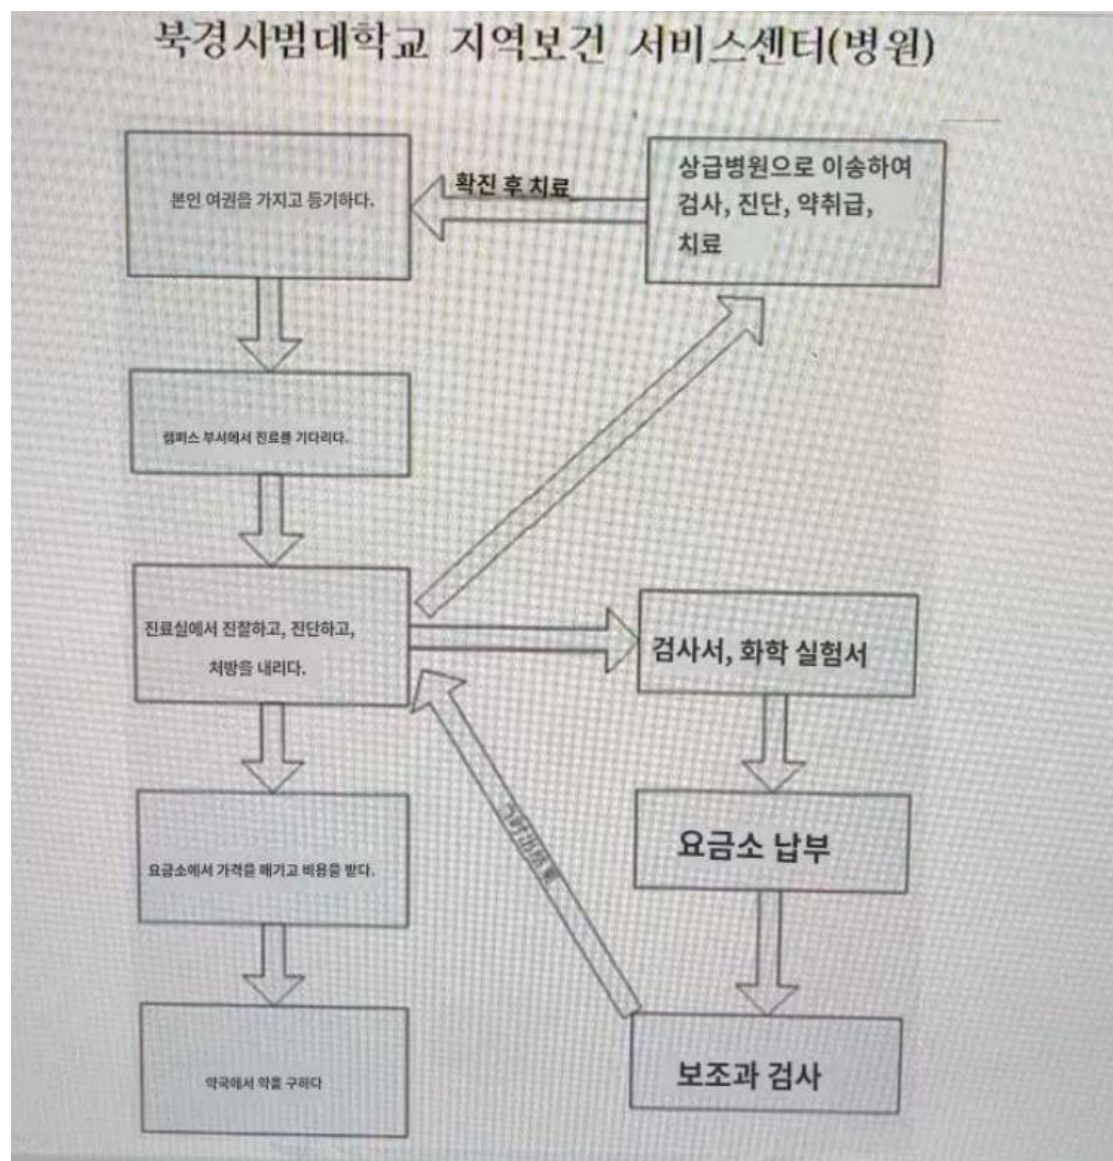 북경사범대학교 지역보건 서비스센터(병원)
본인 여권을 가지고 등기하다.
확진 후 치료
상급병원으로 이송하여
검사, 진단, 약취급,
치료
캠퍼스 부서에서 진료를 기다리다.
진료실에서 진찰하고, 진단하고,
처방을 내리다.
검사서, 화학 실험서
요금소에서 가격을 매기고 비용을 받다.
요금소 납부
약국에서 약을 구하다
보조과 검사